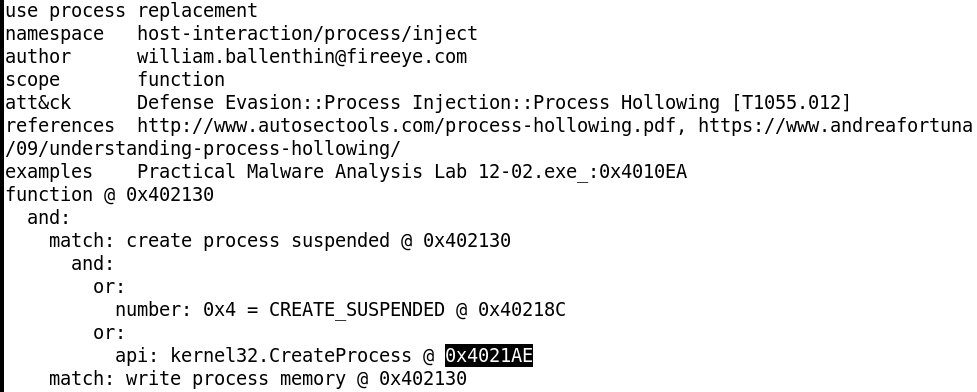 use process replacement
namespace   host-interaction/process/inject
author      william.ballenthin@fireeye.com
scope       function
att&ck      Defense Evasion::Process Injection::Process Hollowing [T1055.012]
references  http://www.autosectools.com/process-hollowing.pdf, https://www.andreafortuna
/09/understanding-process-hollowing/
examples    Practical Malware Analysis Lab 12-02.exe_:0x4010EA
function @ 0x402130
  and:
    match: create process suspended @ 0x402130
      and:
        or:
          number: 0x4 = CREATE_SUSPENDED @ 0x40218C
        or:
          api: kernel32.CreateProcess @ 0x4021AE
    match: write process memory @ 0x402130